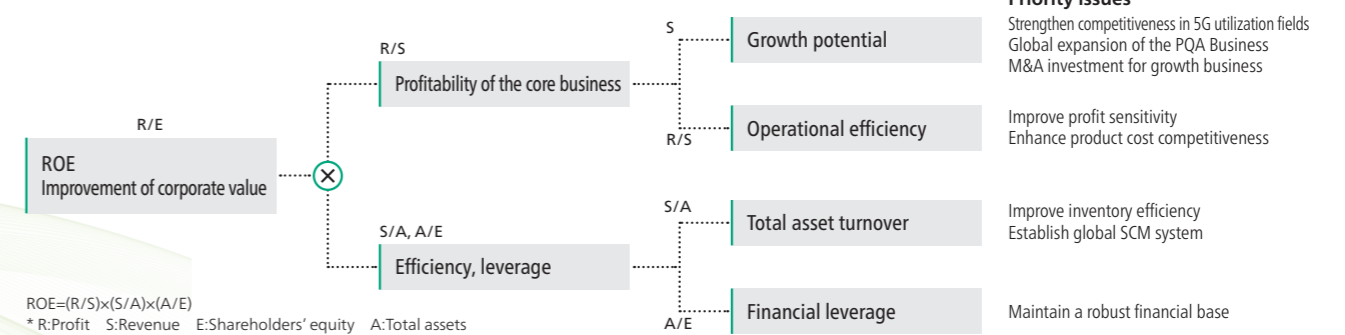 Priority Issues
R/E
ROE
Improvement of corporate value
×
R/S
Profitability of the core business
S/A, A/E
Efficiency, leverage
S
Growth potential
Strengthen competitiveness in 5G utilization fields
Global expansion of the PQA Business
M&A investment for growth business
R/S
Operational efficiency
Improve profit sensitivity
Enhance product cost competitiveness
S/A
Total asset turnover
Improve inventory efficiency
Establish global SCM system
A/E
Financial leverage
Maintain a robust financial base
ROE=(R/S)×(S/A)×(A/E)
* R:Profit S:Revenue E:Shareholders' equity A:Total assets